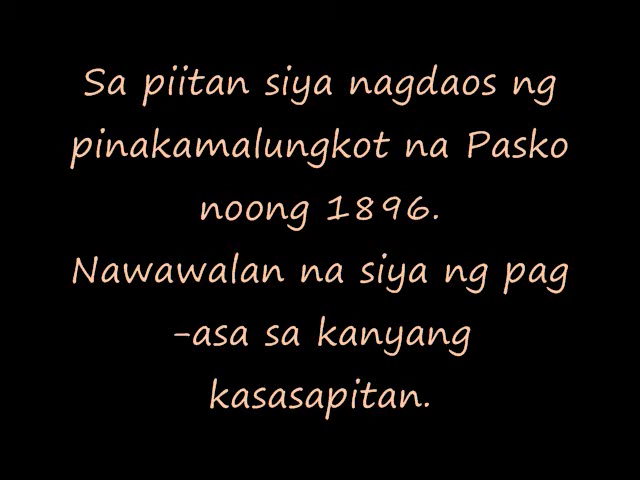 Sa piitan siya nagdaos ng
pinakamalungkot na Pasko
noong 1896.
Nawawalan na siya ng pag
-asa sa kanyang
kasasapitan.